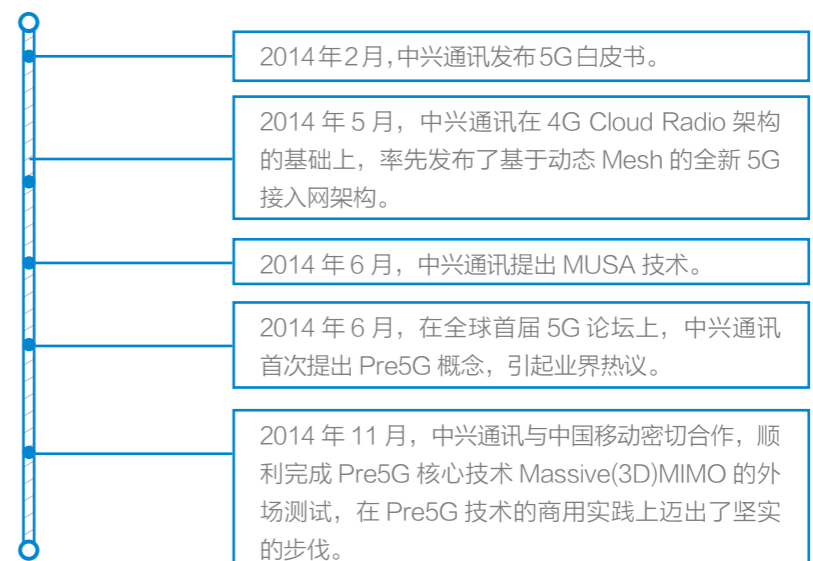 2014年2月,中兴通讯发布5G白皮书。
2014 年 5 月，中兴通讯在 4G Cloud Radio 架构
的基础上，率先发布了基于动态 Mesh 的全新 5G
接入网架构。
2014 年 6 月，中兴通讯提出 MUSA 技术。
2014 年 6 月，在全球首届 5G 论坛上，中兴通讯
首次提出 Pre5G 概念，引起业界热议。
2014 年 11 月，中兴通讯与中国移动密切合作，顺
利完成 Pre5G 核心技术 Massive(3D)MIMO 的外
场测试，在 Pre5G 技术的商用实践上迈出了坚实
的步伐。